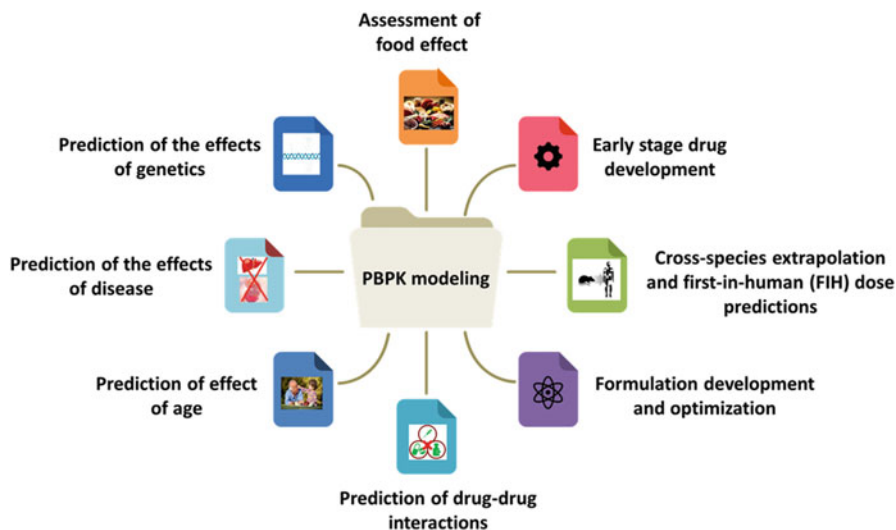 Assessment of
food effect
Prediction of the effects
of genetics
Early stage drug
development
Prediction of the effects
of disease
PBPK modeling
Cross-species extrapolation
and first-in-human (FIH) dose
predictions
Prediction of effect
of age
Formulation development
and optimization
Prediction of drug-drug
interactions